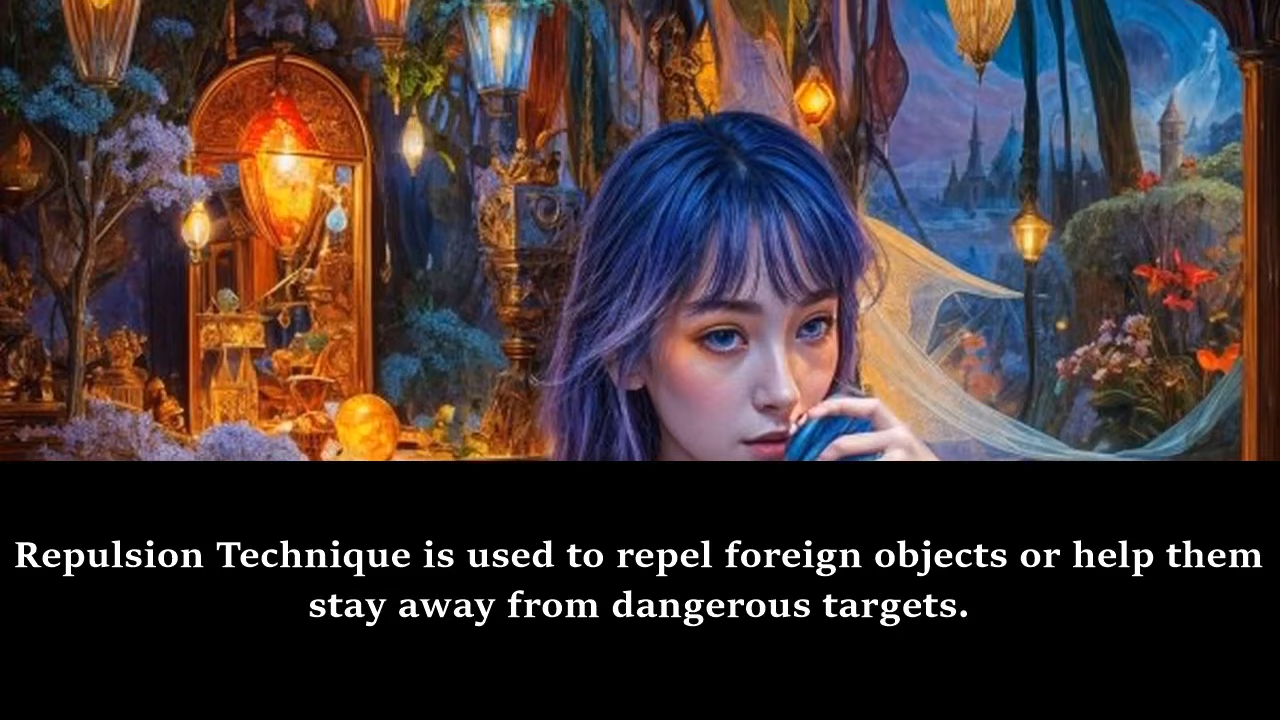 Repulsion Technique is used to repel foreign objects or help them
stay away from dangerous targets.